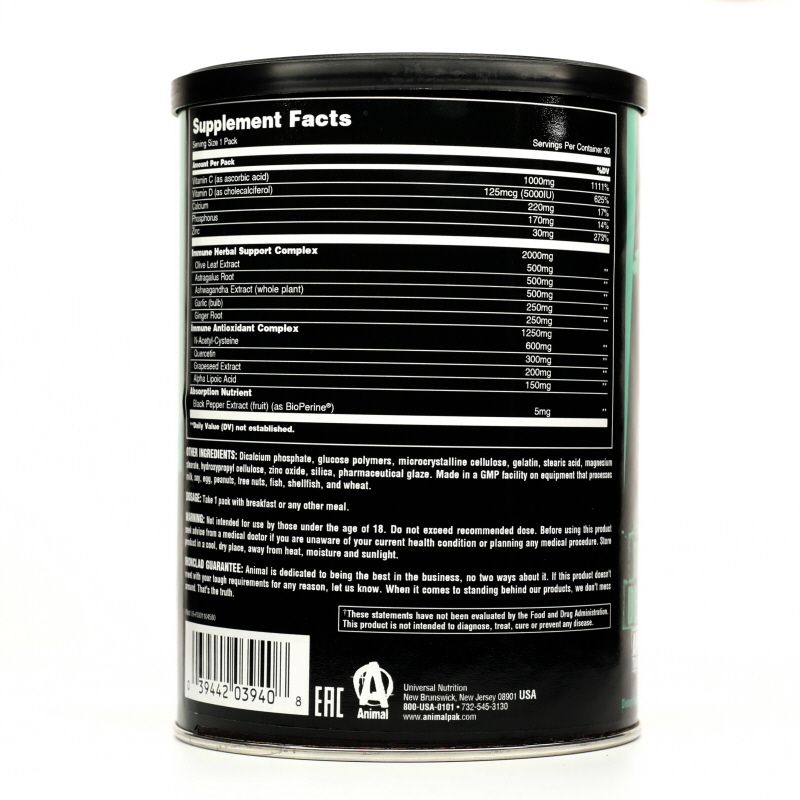 Supplement Facts
Serving Size 1 Pack Servings Per Container 30
Amount Per Pack %DV
Vitamin C (as ascorbic acid) 1000mg 1111%
Vitamin D (as cholecalciferol) 125mcg (5000IU) 625%
Calcium 220mg 17%
Phosphorus 170mg 14%
Zinc 30mg 273%
Immune Herbal Support Complex 2000mg
Olive Leaf Extract 500mg **
Astragalus Root 500mg **
Ashwagandha Extract (whole plant) 500mg **
Garlic (bulb) 250mg **
Ginger Root 250mg **
Immune Antioxidant Complex 1250mg
N-Acetyl-Cysteine 600mg **
Quercetin 300mg **
Grapeseed Extract 200mg **
Alpha Lipoic Acid 150mg **
Absorption Nutrient
Black Pepper Extract (fruit) (as BioPerine®) 5mg **
**Daily Value (DV) not established.
OTHER INGREDIENTS: Dicalcium phosphate, glucose polymers, microcrystalline cellulose, gelatin, stearic acid, magnesium
stearate, hydroxypropyl cellulose, zinc oxide, silica, pharmaceutical glaze. Made in a GMP facility on equipment that processes
milk, soy, egg, peanuts, tree nuts, fish, shellfish, and wheat.
DOSAGE: Take 1 pack with breakfast or any other meal.
WARNING: Not intended for use by those under the age of 18. Do not exceed recommended dose. Before using this product
seek advice from a medical doctor if you are unaware of your current health condition or planning any medical procedure. Store
product in a cool, dry place, away from heat, moisture and sunlight.
IRONCLAD GUARANTEE: Animal is dedicated to being the best in the business, no two ways about it. If this product doesn't
meet with your tough requirements for any reason, let us know. When it comes to standing behind our products, we don't mess
around. That's the truth.
†These statements have not been evaluated by the Food and Drug Administration.
This product is not intended to diagnose, treat, cure or prevent any disease.
0 39442 03940 8
EAC
A
Animal
Universal Nutrition
New Brunswick, New Jersey 08901 USA
800-USA-0101 • 732-545-3130
www.animalpak.com